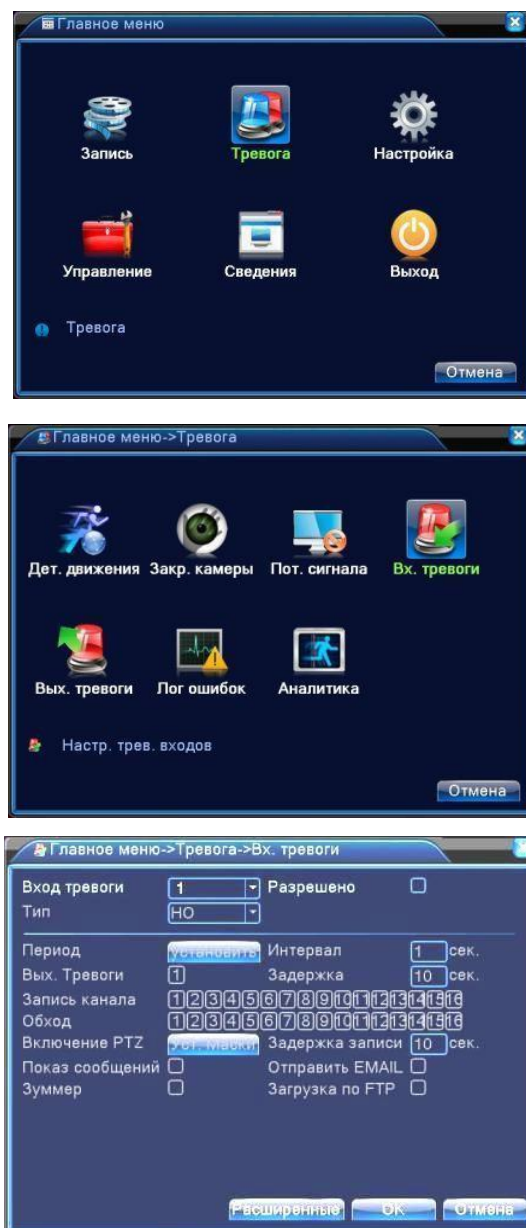 Главное меню
Запись Тревога Настройка
Управление Сведения Выход
Тревога
Отмена
Главное меню->Тревога
Дет. движения Закр. камеры Пот. сигнала Вх. тревоги
Вых. тревоги Лог ошибок Аналитика
Настр. трев. входов
Отмена
Главное меню->Тревога->Вх. тревоги
Вход тревоги 1 Разрешено
Тип НО
Период установить Интервал 1 сек.
Вых. Тревоги 1 Задержка 10 сек.
Запись канала 1 2 3 4 5 6 7 8 9 10 11 12 13 14 15 16
Обход 1 2 3 4 5 6 7 8 9 10 11 12 13 14 15 16
Включение PTZ Уст. Маски Задержка записи 10 сек.
Показ сообщений Отправить EMAIL
Зуммер Загрузка по FTP
Расширенные OK Отмена